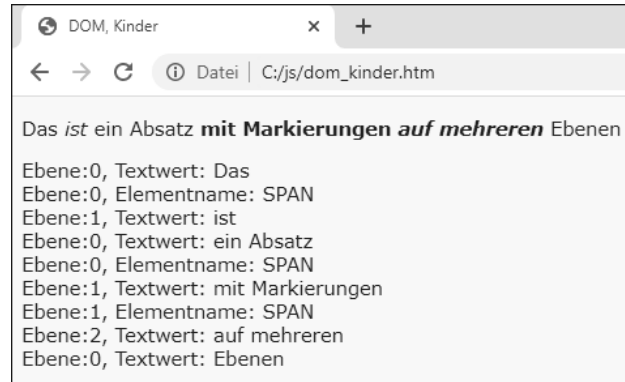 DOM, Kinder
Datei | C:/js/dom_kinder.htm
Das ist ein Absatz mit Markierungen auf mehreren Ebenen
Ebene:0, Textwert: Das
Ebene:0, Elementname: SPAN
Ebene:1, Textwert: ist
Ebene:0, Textwert: ein Absatz
Ebene:0, Elementname: SPAN
Ebene:1, Textwert: mit Markierungen
Ebene:1, Elementname: SPAN
Ebene:2, Textwert: auf mehreren
Ebene:0, Textwert: Ebenen